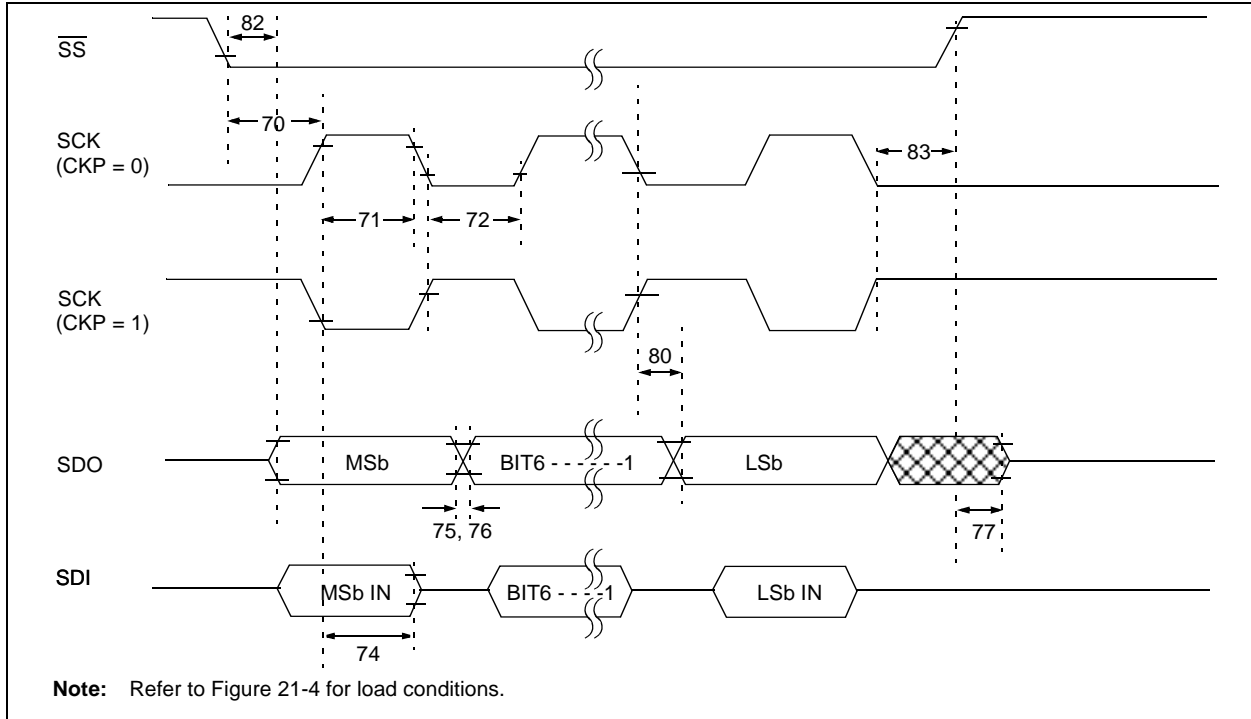 82
SS
70
SCK
(CKP = 0)
83
71
72
SCK
(CKP = 1)
80
SDO
MSb
BIT6 - - - - - -1
LSb
75, 76
77
SDI
MSb IN
BIT6 - - - -1
LSb IN
74
Note: Refer to Figure 21-4 for load conditions.